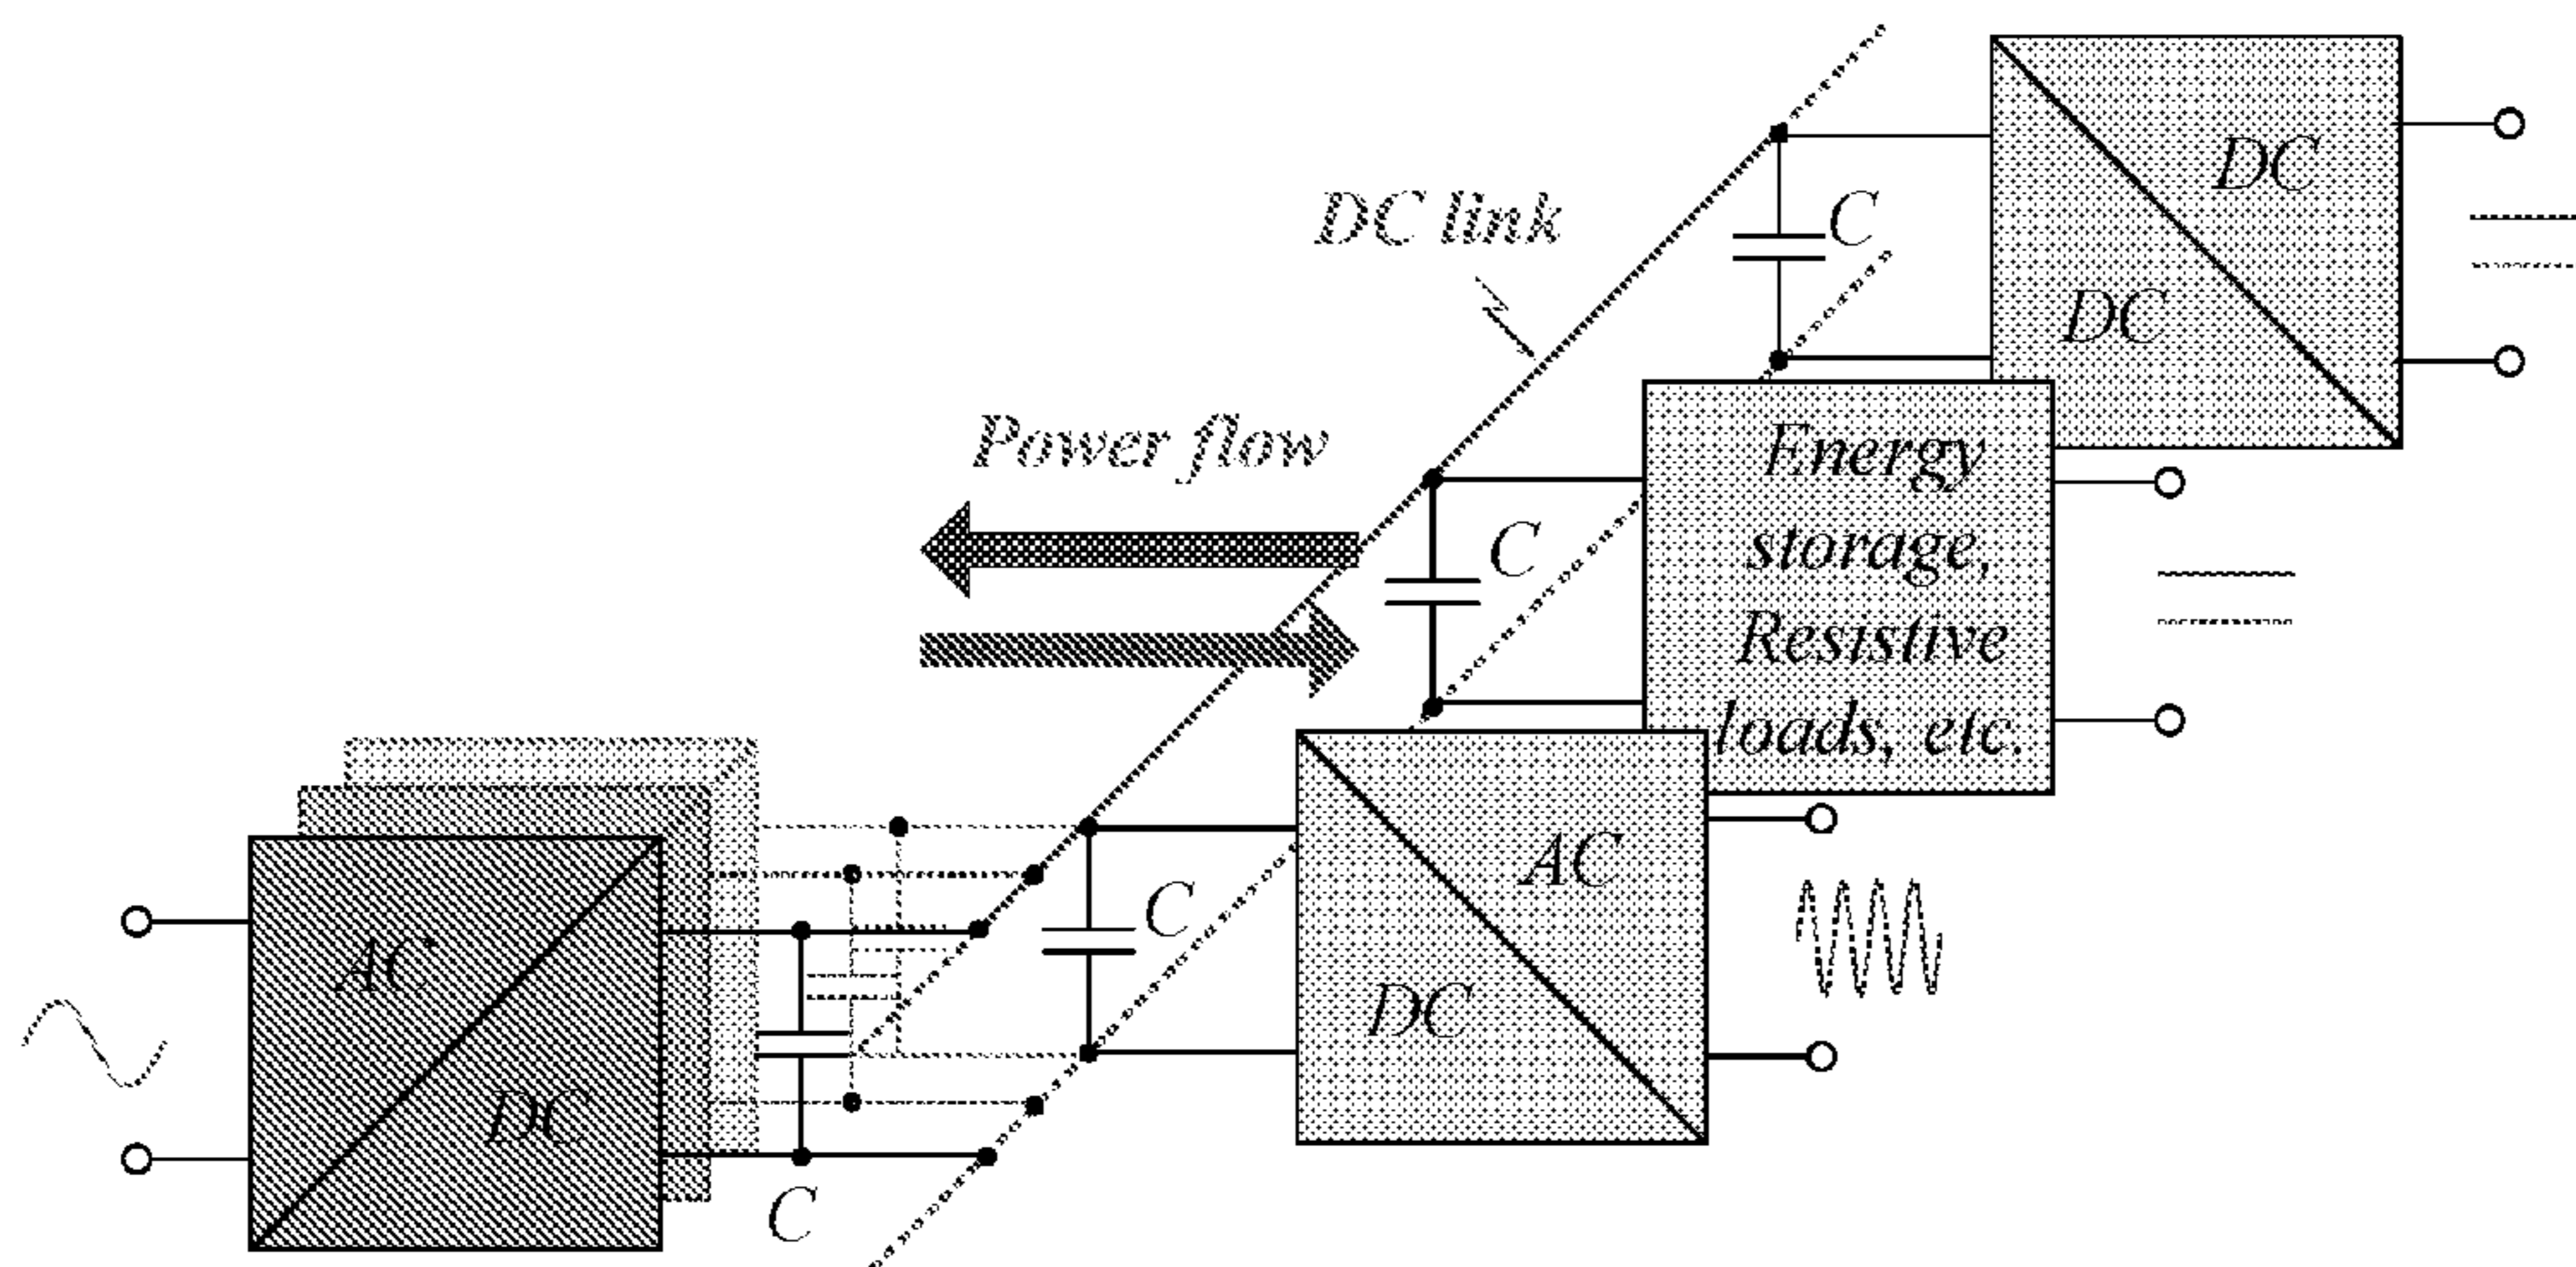 DC
DC link
C
DC
Power flow
Energy
storage,
Resistive
loads, etc.
C
AC
C
AC
DC
DC
C